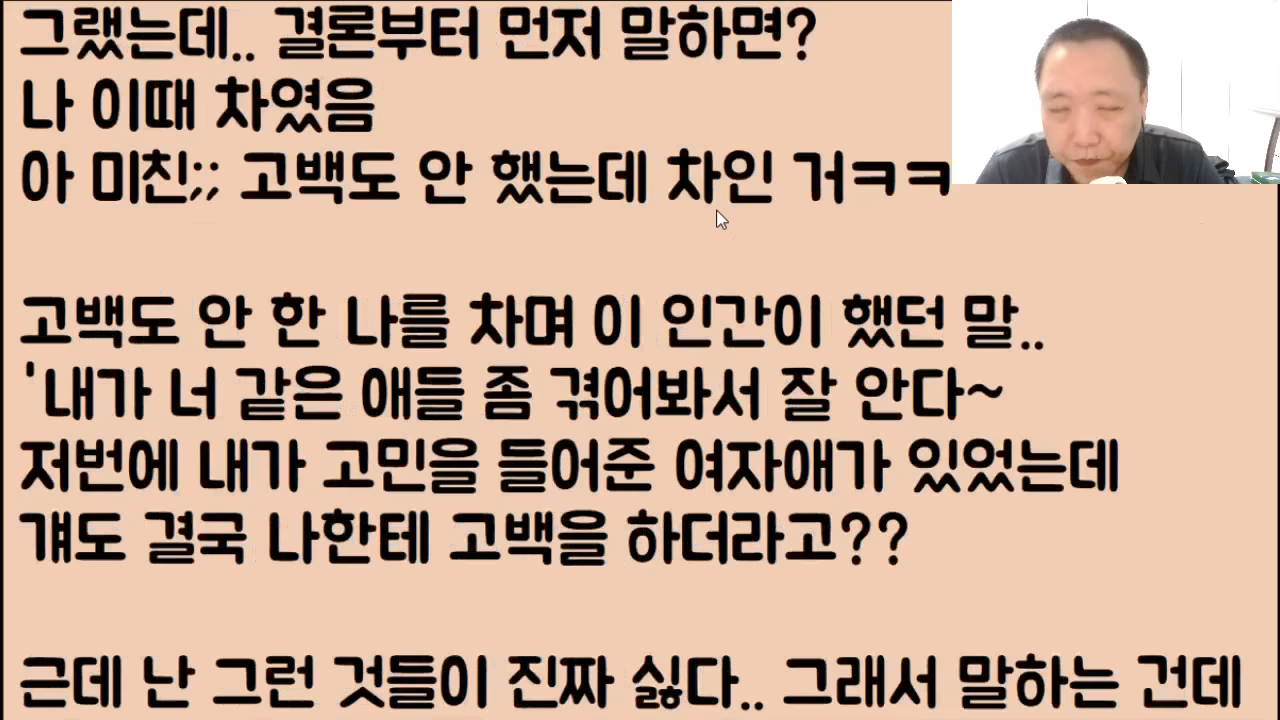 그랬는데.. 결론부터 먼저 말하면?
나 이때 차였음
아 미친;; 고백도 안 했는데 차인 거ㅋㅋ
고백도 안 한 나를 차며 이 인간이 했던 말..
'내가 너 같은 애들 좀 겪어봐서 잘 안다~
저번에 내가 고민을 들어준 여자애가 있었는데
걔도 결국 나한테 고백을 하더라고??
근데 난 그런 것들이 진짜 싫다.. 그래서 말하는 건데